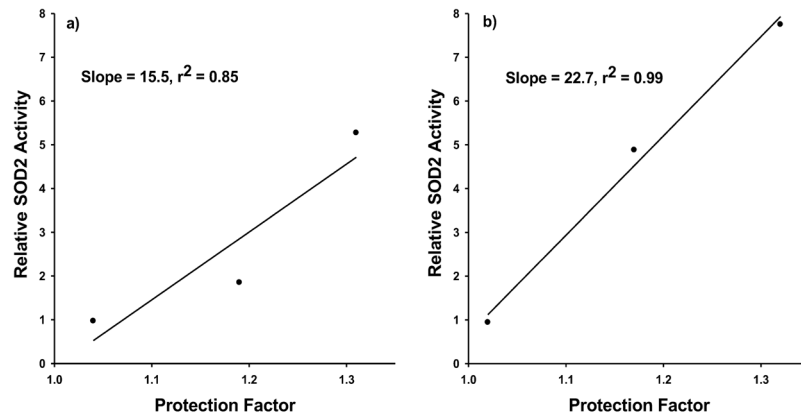 a)
Slope = 15.5, r2 = 0.85
Relative SOD2 Activity
8
7
6
5
4
3
2
1
0
1.0 1.1 1.2 1.3
Protection Factor
b)
Slope = 22.7, r2 = 0.99
Relative SOD2 Activity
8
7
6
5
4
3
2
1
0
1.0 1.1 1.2 1.3
Protection Factor